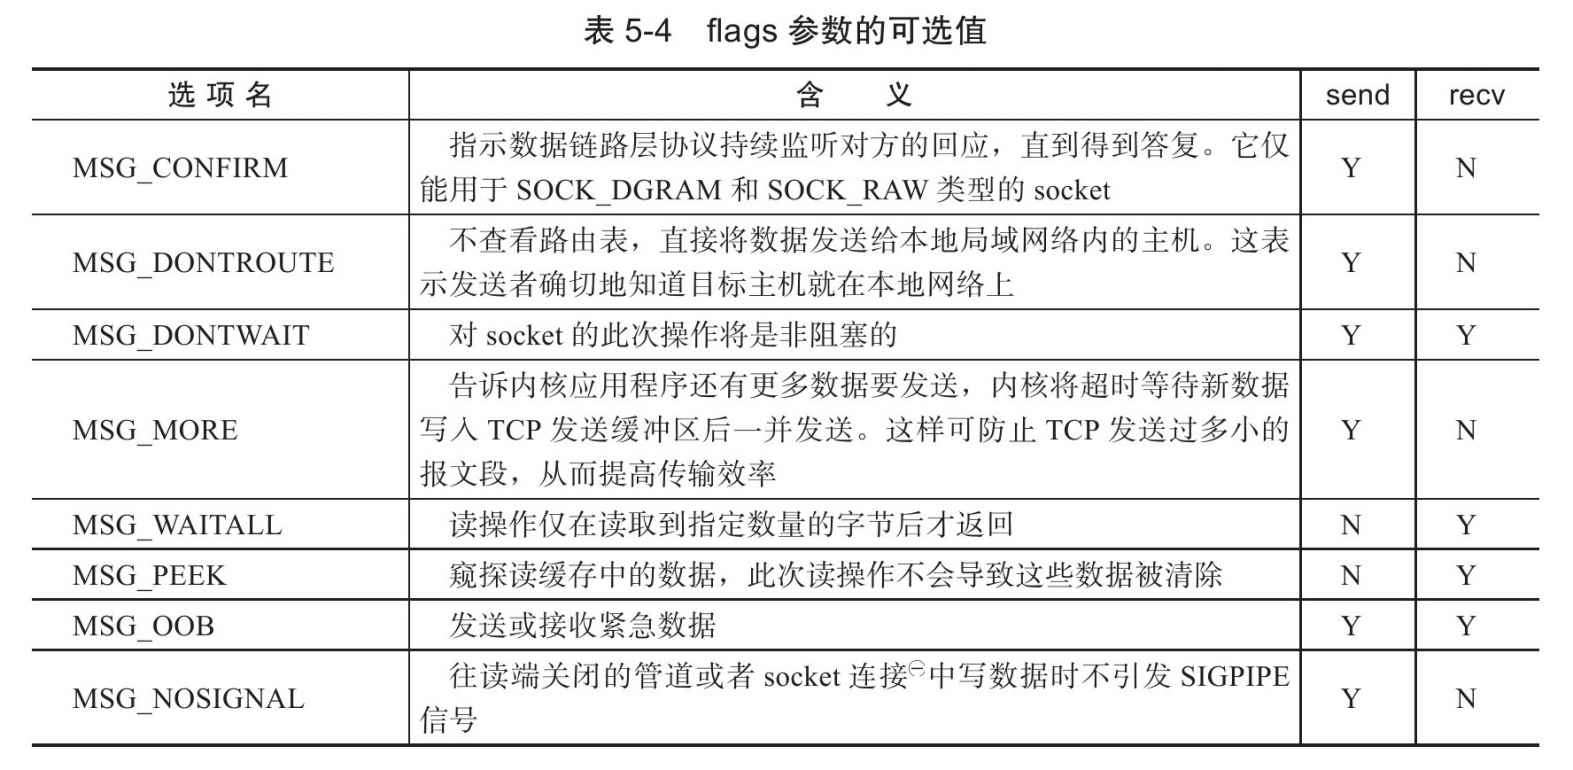 表 5-4 flags 参数的可选值
选 项 名 含 义 send recv
MSG_CONFIRM 指示数据链路层协议持续监听对方的回应，直到得到答复。它仅 Y N
能用于 SOCK_DGRAM 和 SOCK_RAW 类型的 socket
MSG_DONTROUTE 不查看路由表，直接将数据发送给本地局域网络内的主机。这表 Y N
示发送者确切地知道目标主机就在本地网络上
MSG_DONTWAIT 对 socket 的此次操作将是非阻塞的 Y Y
告诉内核应用程序还有更多数据要发送，内核将超时等待新数据
MSG_MORE 写入 TCP 发送缓冲区后一并发送。这样可防止 TCP 发送过多小的 Y N
报文段，从而提高传输效率
MSG_WAITALL 读操作仅在读取到指定数量的字节后才返回 N Y
MSG_PEEK 窥探读缓存中的数据，此次读操作不会导致这些数据被清除 N Y
MSG_OOB 发送或接收紧急数据 Y Y
MSG_NOSIGNAL 往读端关闭的管道或者 socket 连接㊀中写数据时不引发 SIGPIPE Y N
信号